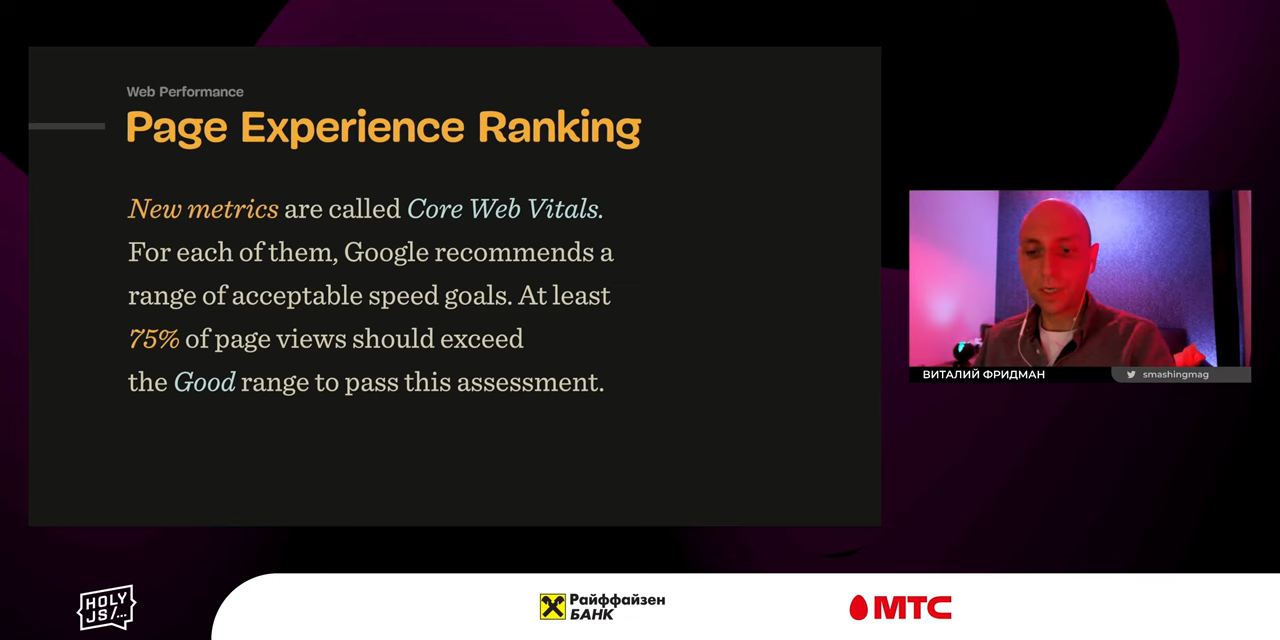 Web Performance
Page Experience Ranking
New metrics are called Core Web Vitals.
For each of them, Google recommends a
range of acceptable speed goals. At least
75% of page views should exceed
the Good range to pass this assessment.
ВИТАЛИЙ ФРИДМАН
smashingmag
HOLY
JS/...
Райффайзен
БАНК
МТС